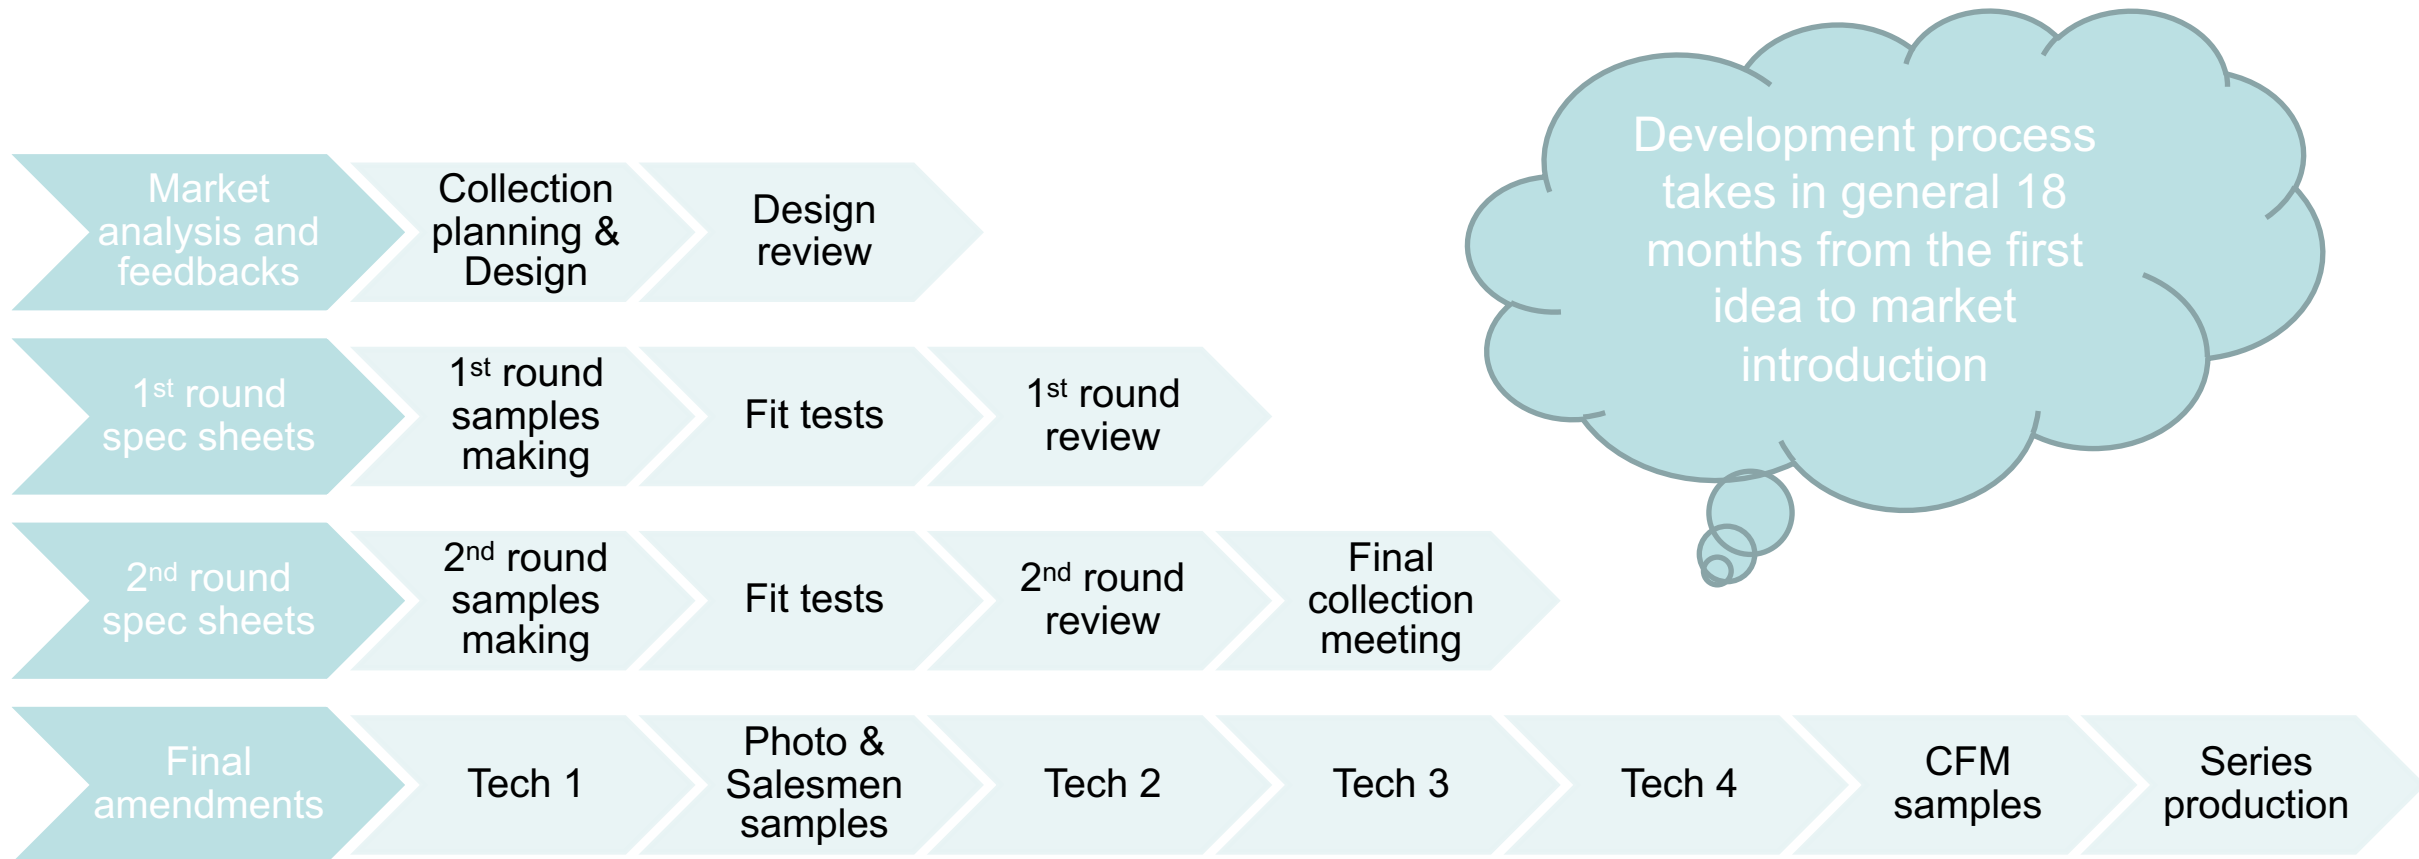 Development process
takes in general 18
months from the first
idea to market
introduction
Market
analysis and
feedbacks
Collection
planning &
Design
Design
review
1st round
spec sheets
1st round
samples
making
Fit tests
1st round
review
2nd round
spec sheets
2nd round
samples
making
Fit tests
2nd round
review
Final
collection
meeting
Final
amendments
Tech 1
Photo &
Salesmen
samples
Tech 2
Tech 3
Tech 4
CFM
samples
Series
production